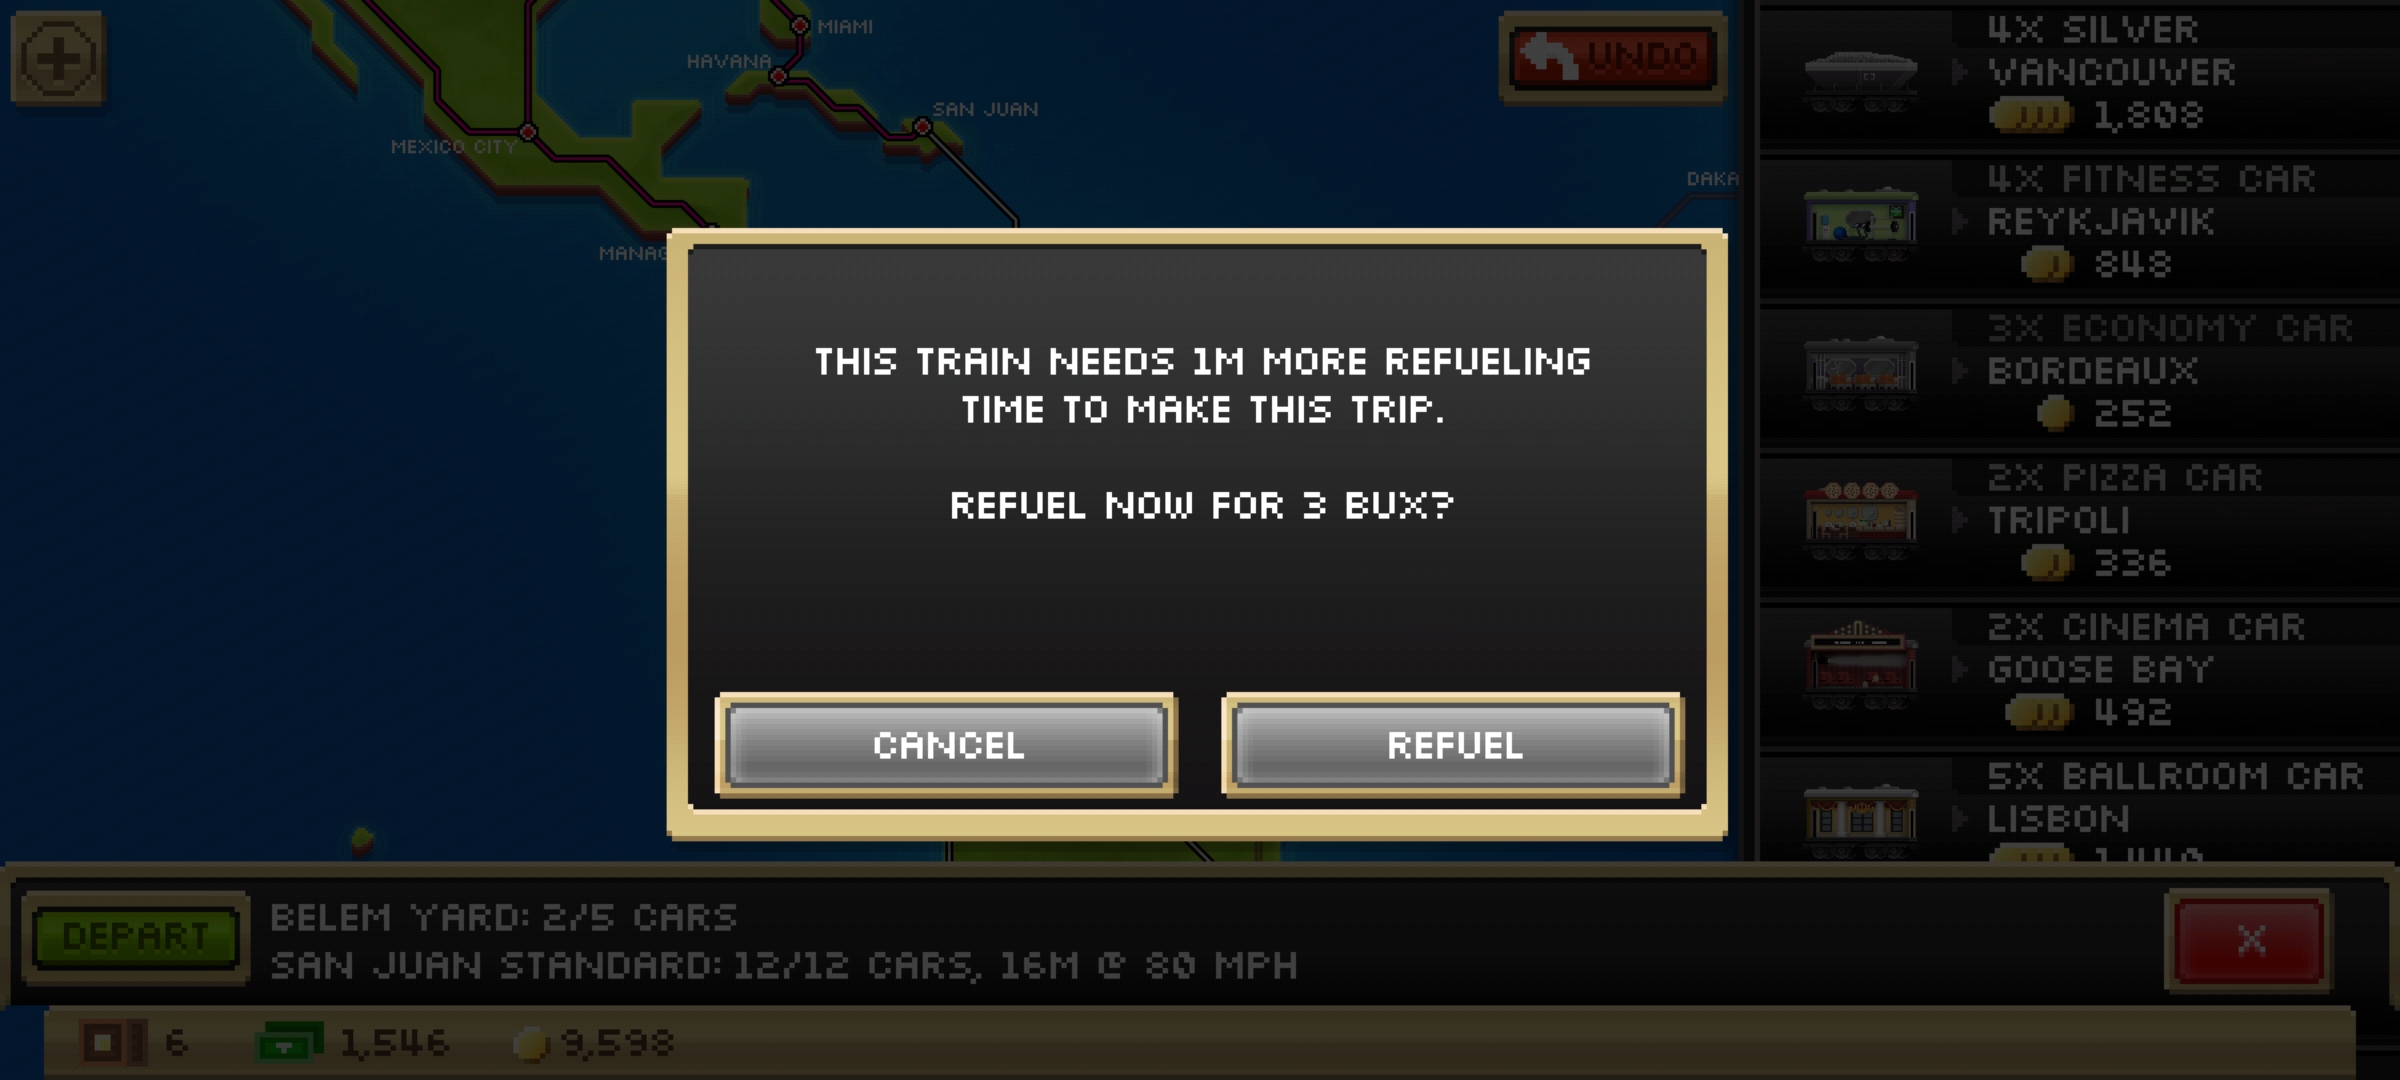 MIAMI
HAVANA
SAN JUAN
MEXICO CITY
UNDO
4X SILVER
VANCOUVER
1,808
4X FITNESS CAR
REYKJAVIK
848
3X ECONOMY CAR
BORDEAUX
252
2X PIZZA CAR
TRIPOLI
336
2X CINEMA CAR
GOOSE BAY
492
5X BALLROOM CAR
LISBON
THIS TRAIN NEEDS 1M MORE REFUELING
TIME TO MAKE THIS TRIP.
REFUEL NOW FOR 3 BUX?
CANCEL
REFUEL
DEPART
BELEM YARD: 2/5 CARS
SAN JUAN STANDARD: 12/12 CARS, 16M @ 80 MPH
X
6
1,546
9,598